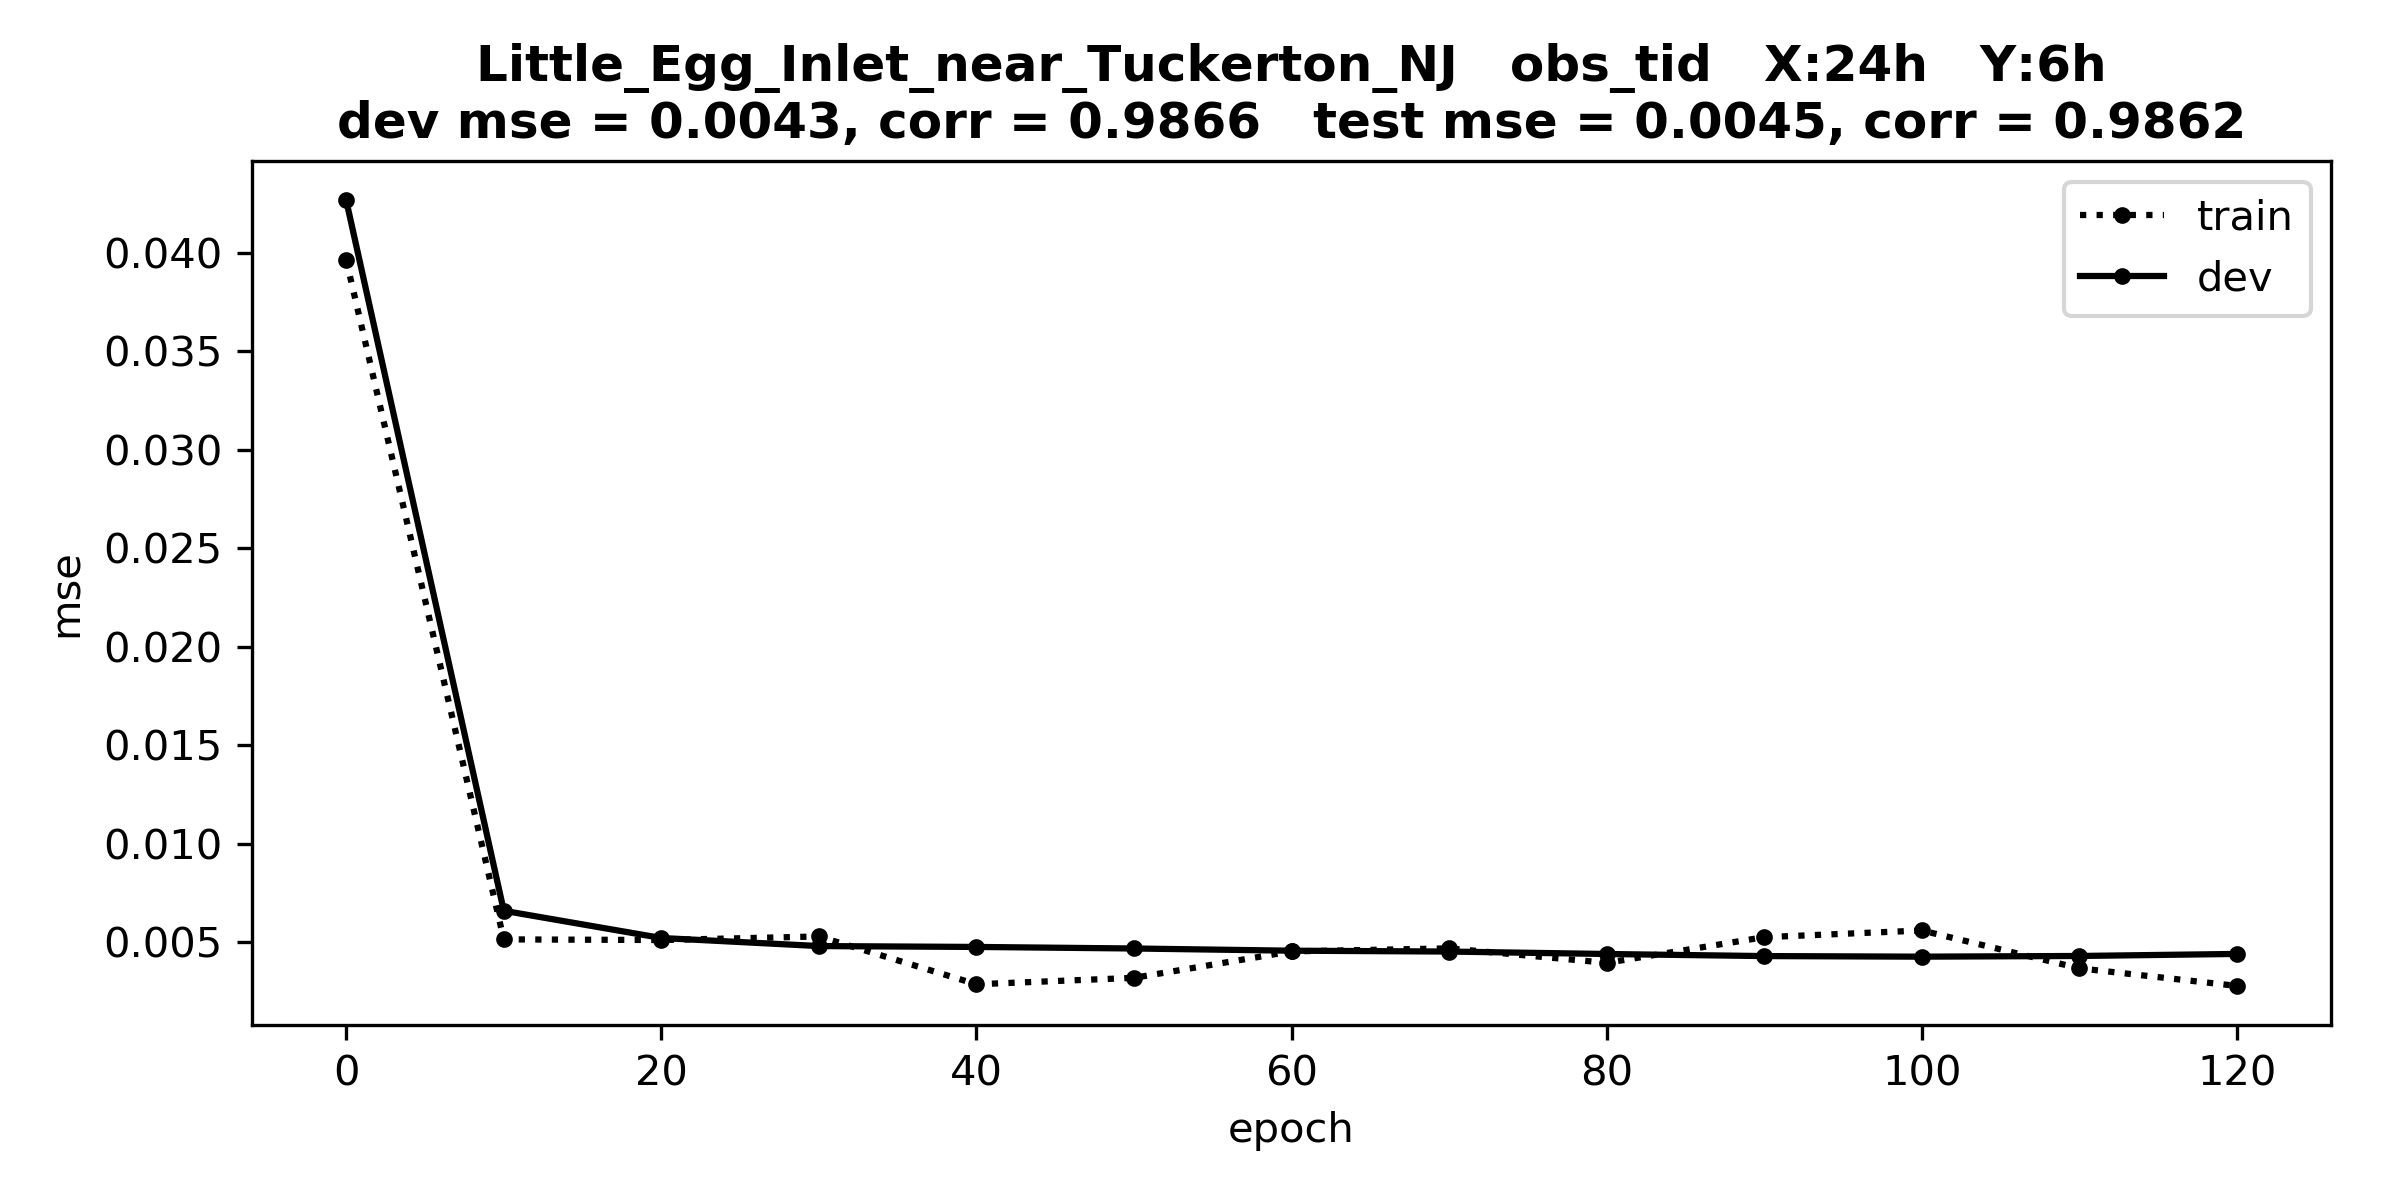 Little_Egg_Inlet_near_Tuckerton_NJ   obs_tid   X:24h   Y:6h
dev mse = 0.0043, corr = 0.9866   test mse = 0.0045, corr = 0.9862
train
dev
0.040
0.035
0.030
0.025
0.020
0.015
0.010
0.005
mse
0 20 40 60 80 100 120
epoch